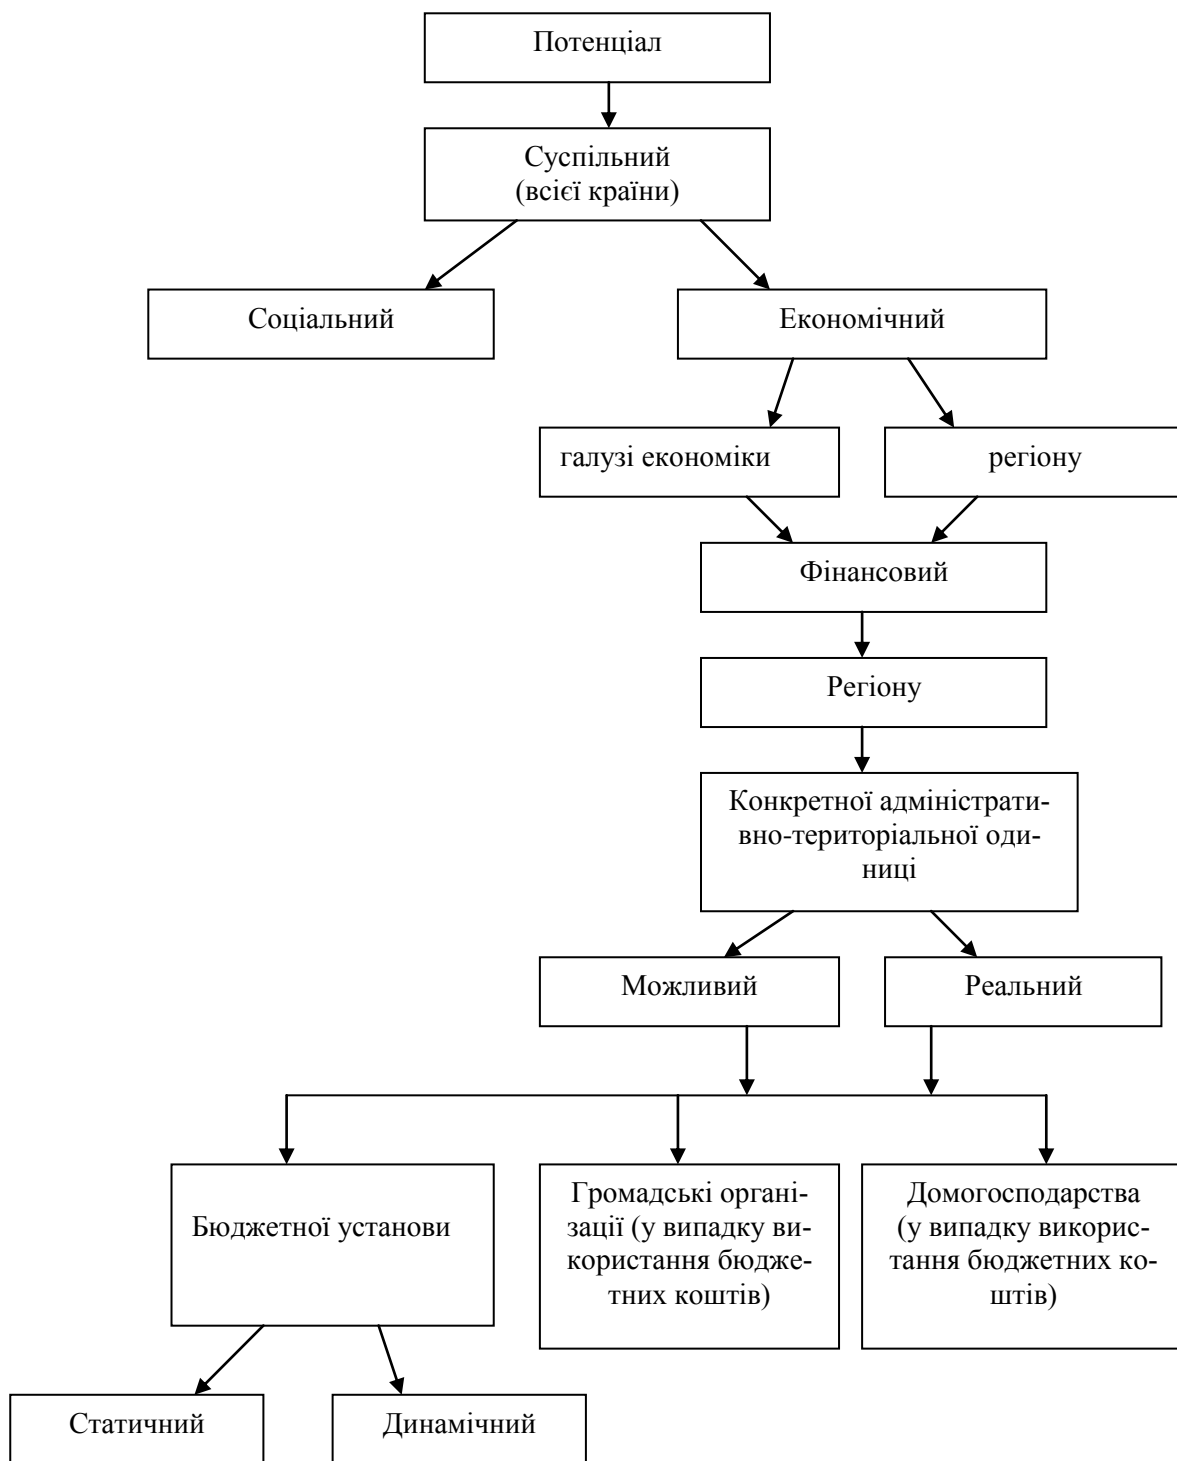 Потенціал
Суспільний
(всієї країни)
Соціальний
Економічний
галузі економіки
регіону
Фінансовий
Регіону
Конкретної адміністрати-
вно-територіальної оди-
ниці
Можливий
Реальний
Бюджетної установи
Громадські органі-
зації (у випадку ви-
користання бюдже-
тних коштів)
Домогосподарства
(у випадку викорис-
тання бюджетних ко-
штів)
Статичний
Динамічний